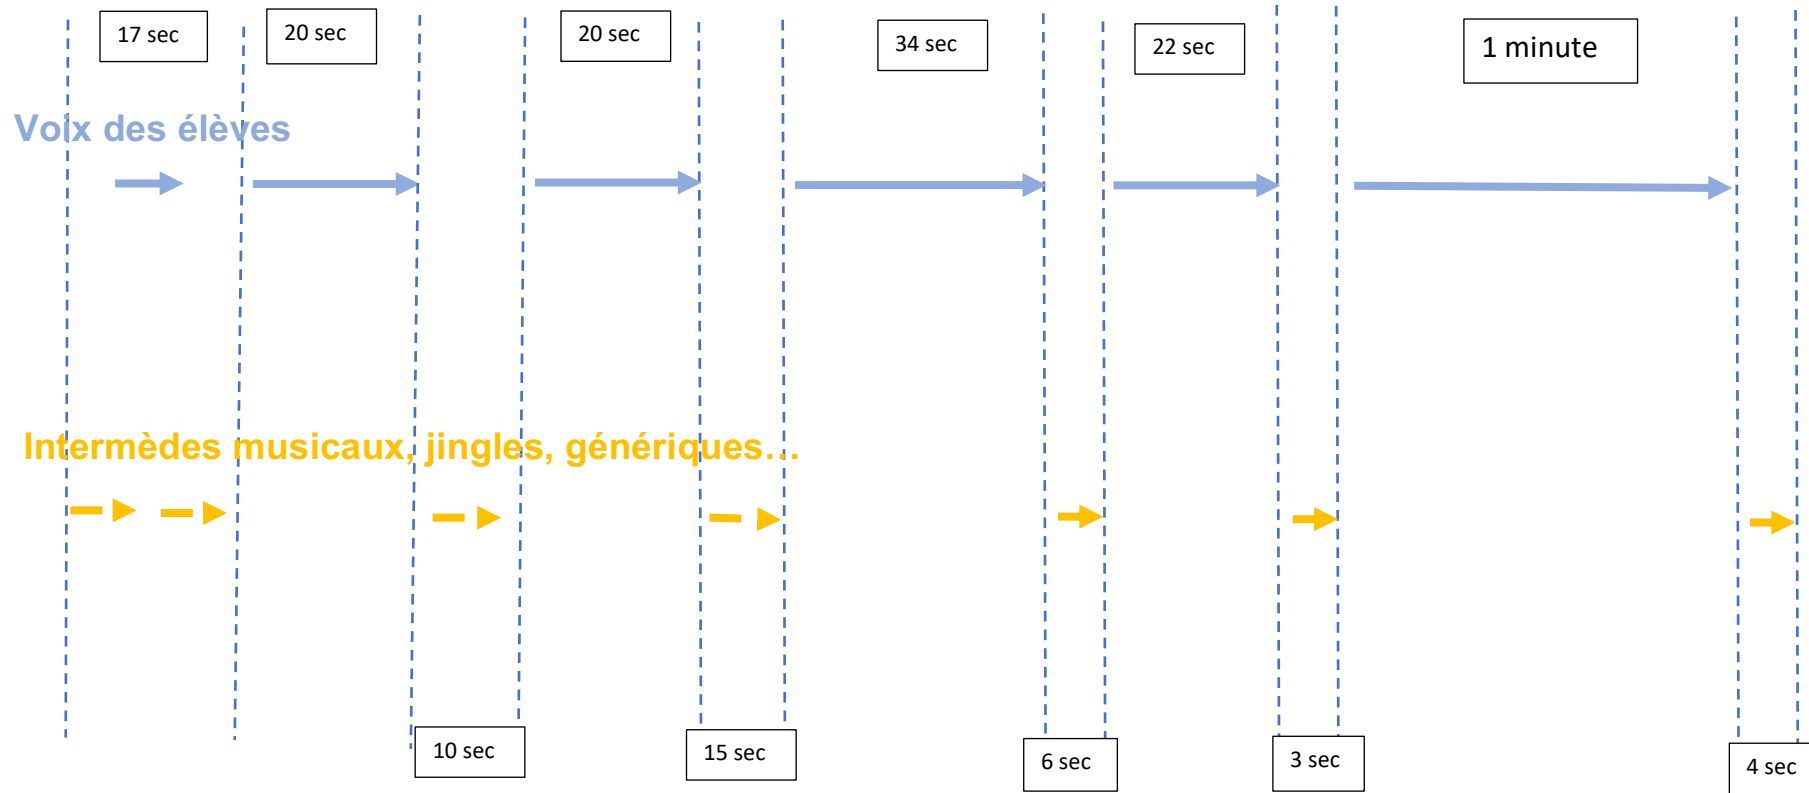 17 sec
20 sec
20 sec
34 sec
22 sec
1 minute
Voix des élèves
Intermèdes musicaux, jingles, génériques…
10 sec
15 sec
6 sec
3 sec
4 sec